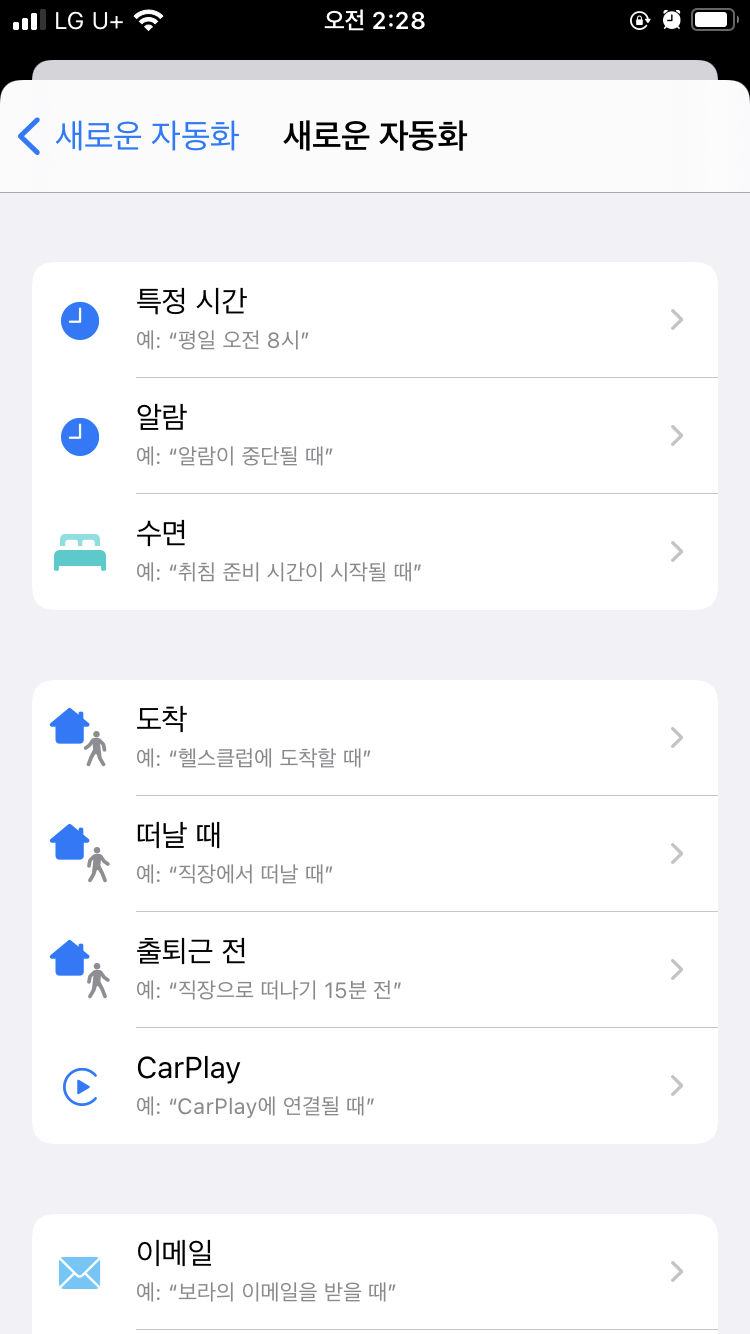 LG U+ 오전 2:28
새로운 자동화 새로운 자동화
특정 시간
예: “평일 오전 8시”
알람
예: “알람이 중단될 때”
수면
예: “취침 준비 시간이 시작될 때”
도착
예: “헬스클럽에 도착할 때”
떠날 때
예: “직장에서 떠날 때”
출퇴근 전
예: “직장으로 떠나기 15분 전”
CarPlay
예: “CarPlay에 연결될 때”
이메일
예: “보라의 이메일을 받을 때”